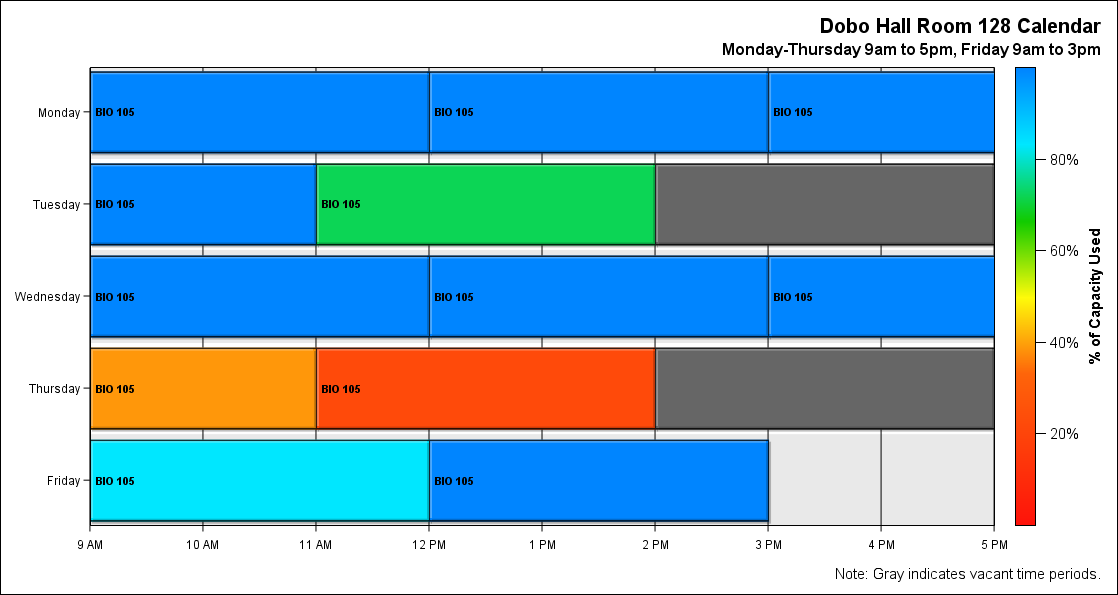 Dobo Hall Room 128 Calendar
Monday-Thursday 9am to 5pm, Friday 9am to 3pm
Monday
BIO 105
BIO 105
BIO 105
Tuesday
BIO 105
BIO 105
Wednesday
BIO 105
BIO 105
BIO 105
Thursday
BIO 105
BIO 105
Friday
BIO 105
BIO 105
9 AM
10 AM
11 AM
12 PM
1 PM
2 PM
3 PM
4 PM
5 PM
80%
60%
40%
20%
% of Capacity Used
Note: Gray indicates vacant time periods.